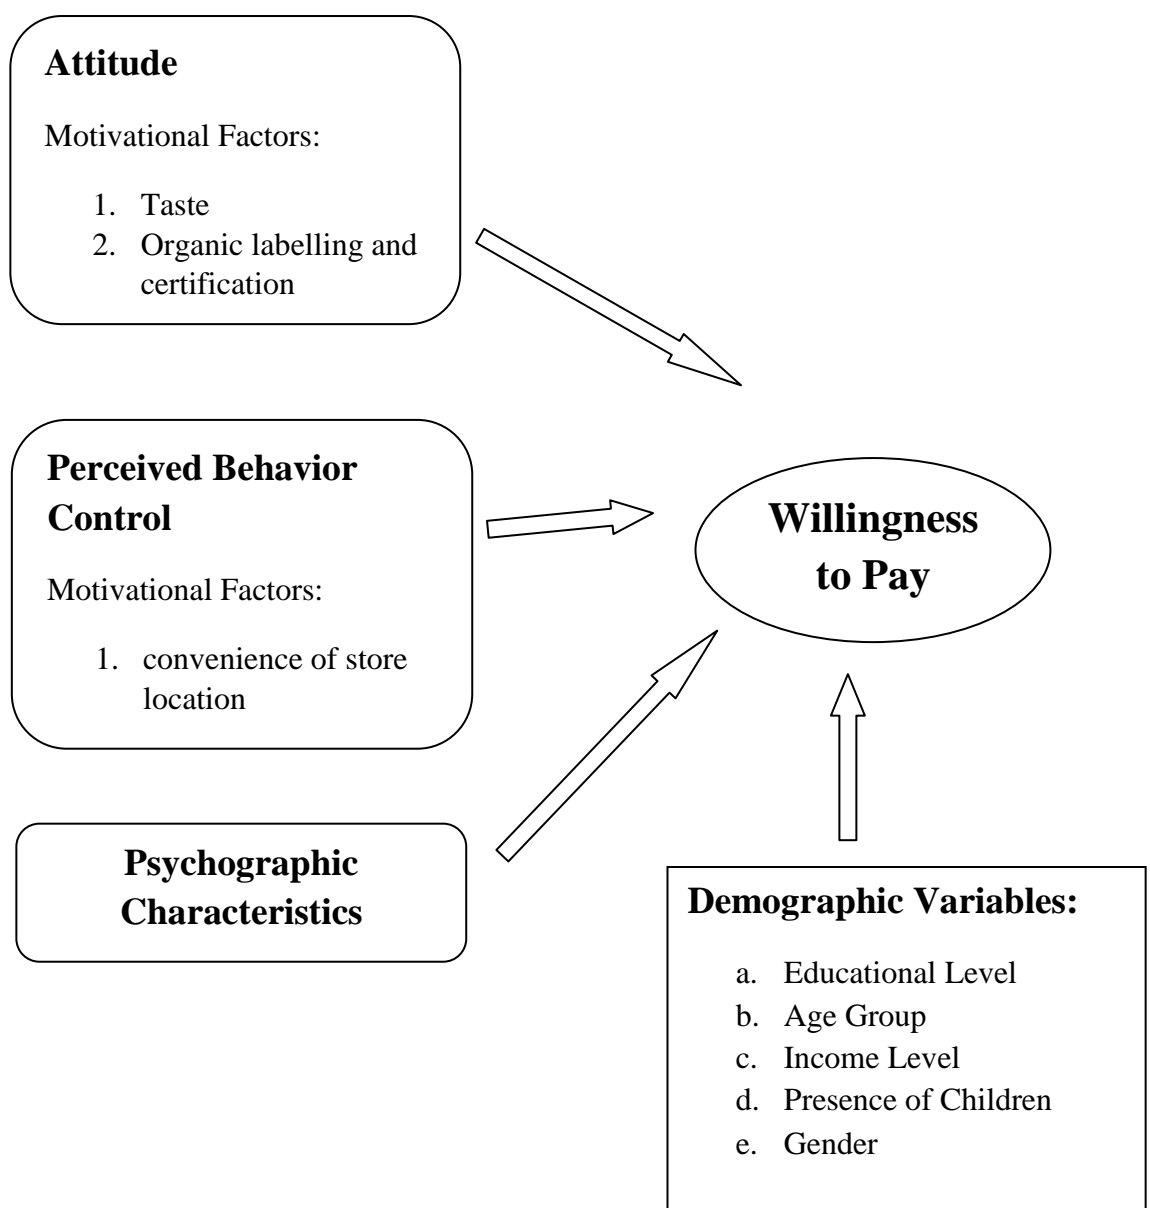 Attitude
Motivational Factors:
1. Taste
2. Organic labelling and
certification
Perceived Behavior
Control
Motivational Factors:
1. convenience of store
location
Psychographic
Characteristics
Willingness
to Pay
Demographic Variables:
a. Educational Level
b. Age Group
c. Income Level
d. Presence of Children
e. Gender